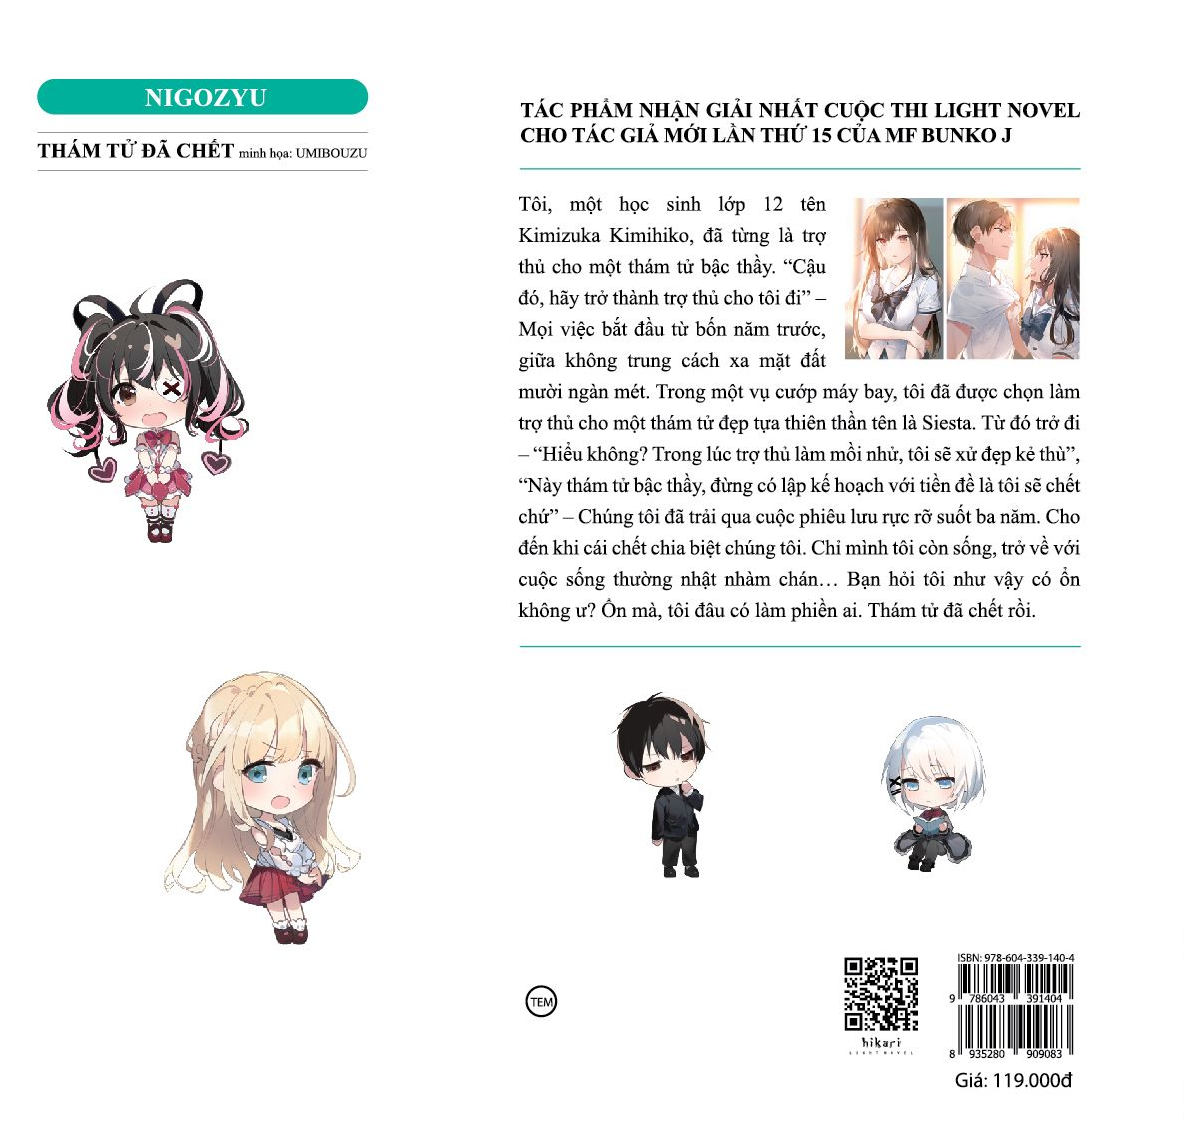 NIGOZYU
THÁM TỬ ĐÃ CHẾT minh họa: UMIBOUZU
TÁC PHẨM NHẬN GIẢI NHẤT CUỘC THI LIGHT NOVEL
CHO TÁC GIẢ MỚI LẦN THỨ 15 CỦA MF BUNKO J
Tôi, một học sinh lớp 12 tên
Kimizuka Kimihiko, đã từng là trợ
thủ cho một thám tử bậc thầy. “Cậu
đó, hãy trở thành trợ thủ cho tôi đi” –
Mọi việc bắt đầu từ bốn năm trước,
giữa không trung cách xa mặt đất
mười ngàn mét. Trong một vụ cướp máy bay, tôi đã được chọn làm
trợ thủ cho một thám tử đẹp tựa thiên thần tên là Siesta. Từ đó trở đi
– “Hiểu không? Trong lúc trợ thủ làm mồi nhử, tôi sẽ xử đẹp kẻ thù”,
“Này thám tử bậc thầy, đừng có lập kế hoạch với tiền đề là tôi sẽ chết
chứ” – Chúng tôi đã trải qua cuộc phiêu lưu rực rỡ suốt ba năm. Cho
đến khi cái chết chia biệt chúng tôi. Chỉ mình tôi còn sống, trở về với
cuộc sống thường nhật nhàm chán… Bạn hỏi tôi như vậy có ổn
không ư? Ổn mà, tôi đâu có làm phiền ai. Thám tử đã chết rồi.
TEM
hikari
LIGHT NOVEL
ISBN: 978-604-339-140-4
9 786043 391404
8 935280 909083
Giá: 119.000đ